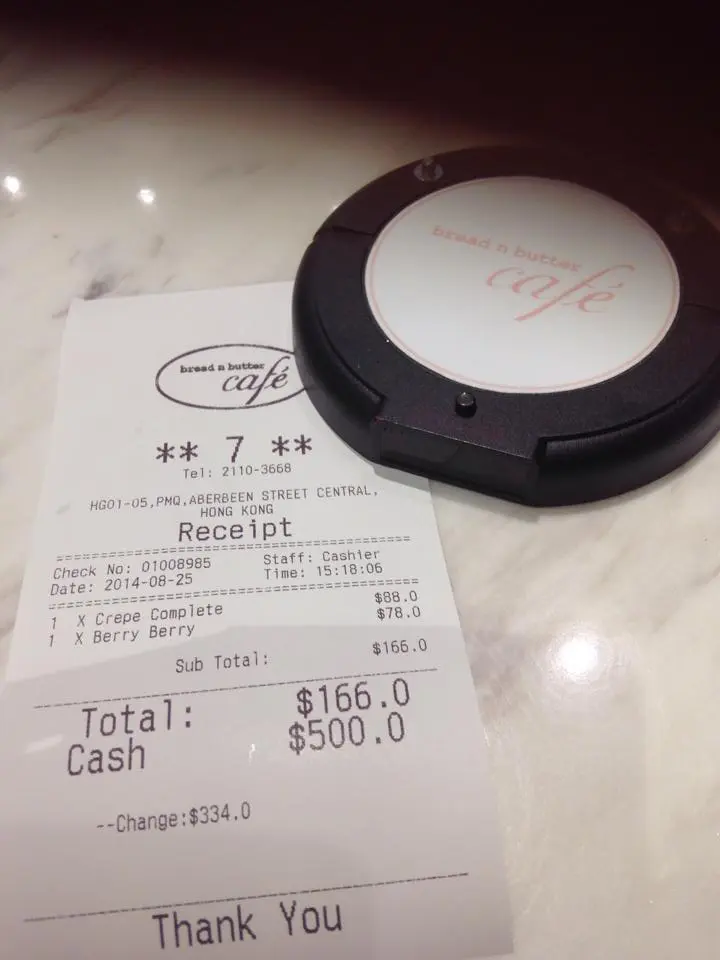 bread n butter
café
bread n butter
café
** 7 **
Tel: 2110-3668
HG01-05,PMQ,ABERBEEN STREET CENTRAL,
HONG KONG
Receipt
Check No: 01008985 Staff: Cashier
Date: 2014-08-25 Time: 15:18:06
1 X Crepe Complete $88.0
1 X Berry Berry $78.0
Sub Total: $166.0
Total: $166.0
Cash $500.0
--Change:$334.0
Thank You